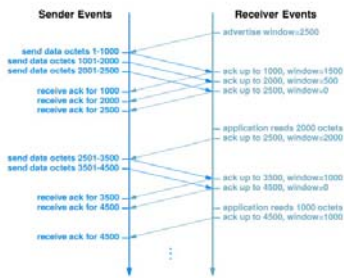 Sender Events
Receiver Events
advertise window=2500
send data octets 1-1000
send data octets 1001-2000
send data octets 2001-2500
ack up to 1000, window=1500
ack up to 2000, window=500
ack up to 2500, window=0
receive ack for 1000
receive ack for 2000
receive ack for 2500
application reads 2000 octets
ack up to 2500, window=2000
send data octets 2501-3500
send data octets 3501-4500
ack up to 3500, window=1000
ack up to 4500, window=0
receive ack for 3500
receive ack for 4500
application reads 1000 octets
ack up to 4500, window=1000
receive ack for 4500